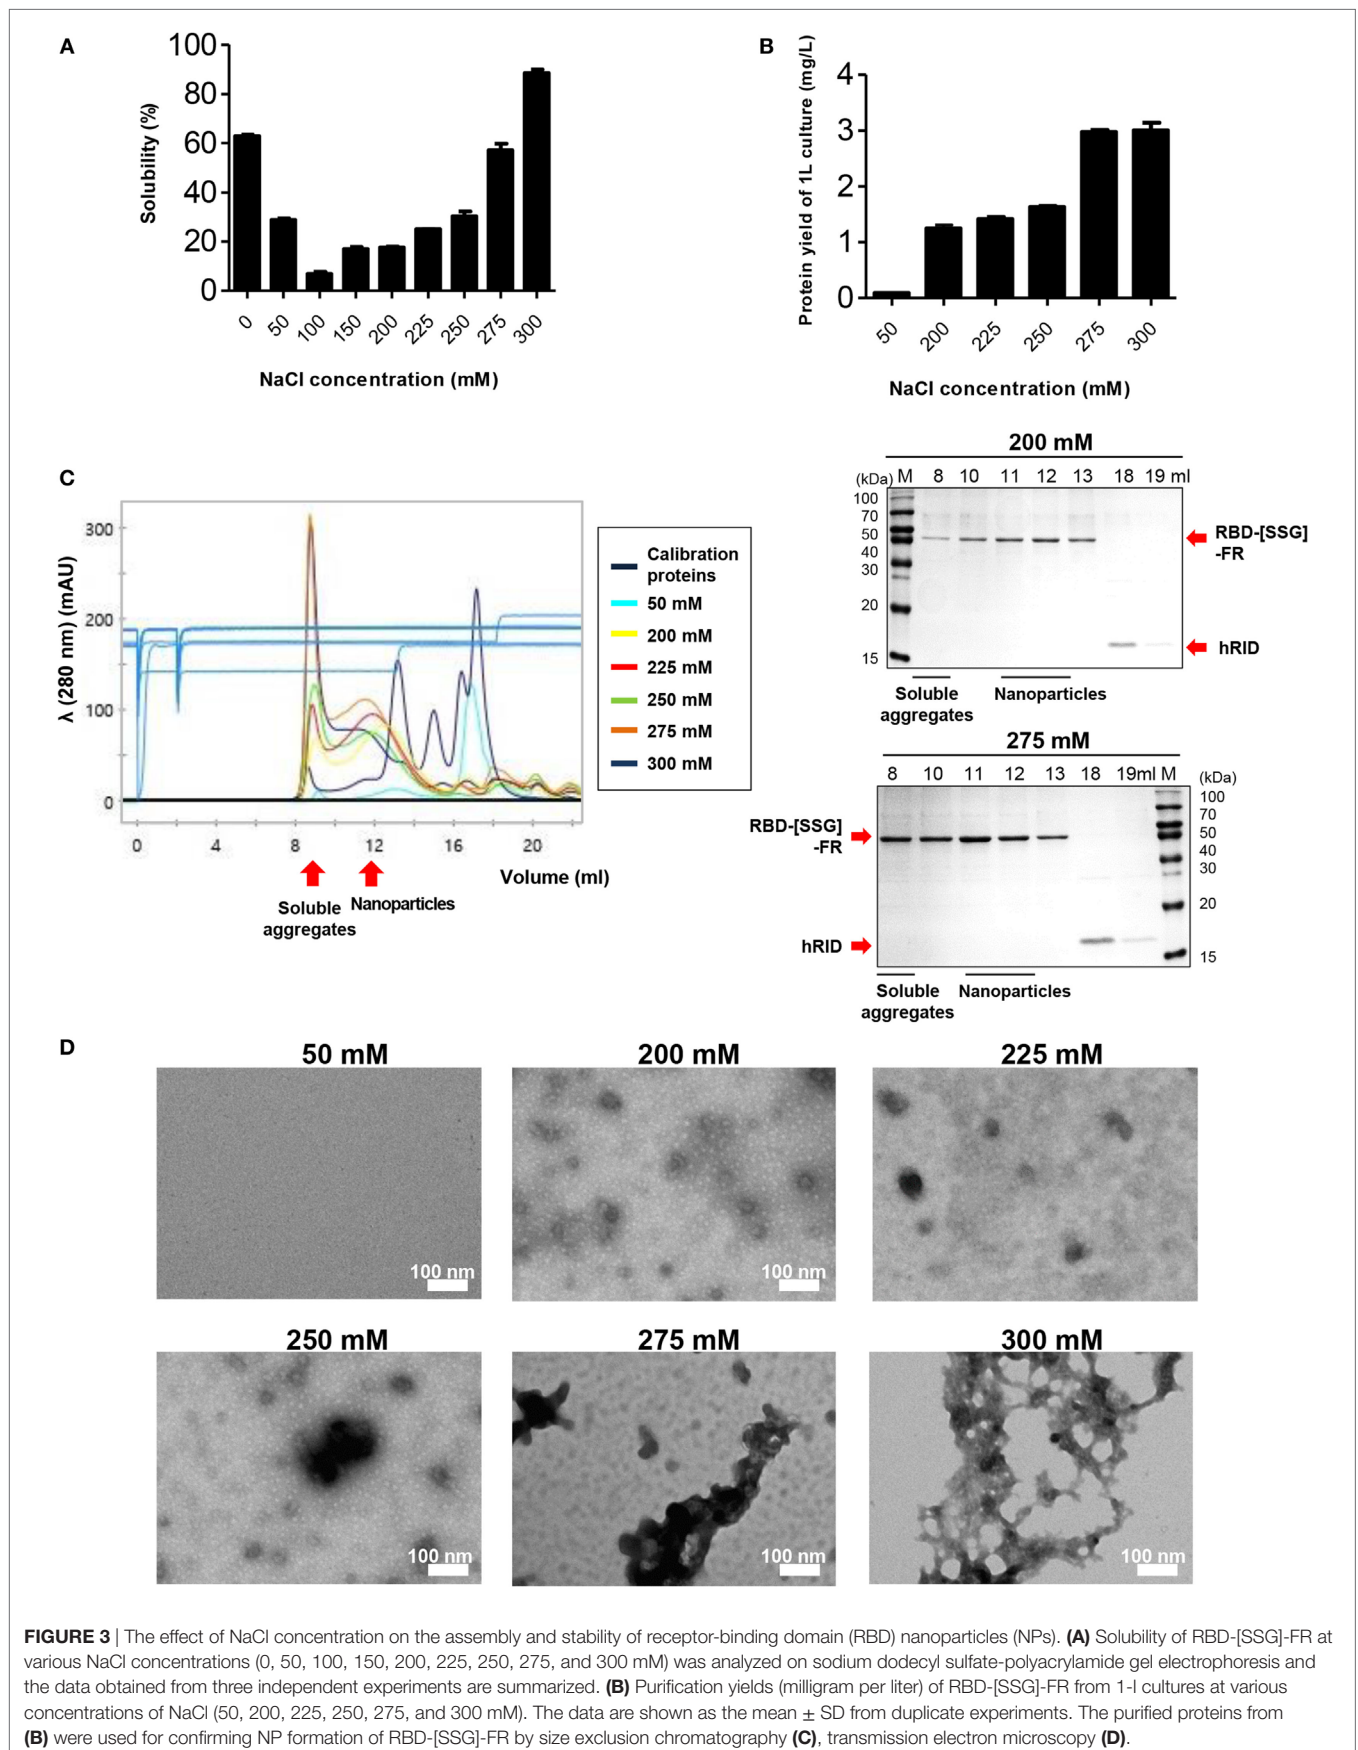 A
100
80
60
40
20
0
Solubility (%)
0
50
100
150
200
225
250
275
300
NaCl concentration (mM)
B
4
3
2
1
0
Protein yield of 1L culture (mg/L)
50
200
225
250
275
300
NaCl concentration (mM)
C
λ (280 nm) (mAU)
300
200
100
0
0
4
8
12
16
20
Volume (ml)
Soluble
aggregates
Nanoparticles
Calibration
proteins
50 mM
200 mM
225 mM
250 mM
275 mM
300 mM
200 mM
(kDa) M 8 10 11 12 13 18 19 ml
100
70
50
40
30
20
15
RBD-[SSG]
-FR
hRID
Soluble
aggregates
Nanoparticles
275 mM
8 10 11 12 13 18 19ml M (kDa)
100
70
50
40
30
20
15
RBD-[SSG]
-FR
hRID
Soluble
aggregates
Nanoparticles
D
50 mM
100 nm
200 mM
100 nm
225 mM
100 nm
250 mM
100 nm
275 mM
100 nm
300 mM
100 nm
FIGURE 3 | The effect of NaCl concentration on the assembly and stability of receptor-binding domain (RBD) nanoparticles (NPs). (A) Solubility of RBD-[SSG]-FR at
various NaCl concentrations (0, 50, 100, 150, 200, 225, 250, 275, and 300 mM) was analyzed on sodium dodecyl sulfate-polyacrylamide gel electrophoresis and
the data obtained from three independent experiments are summarized. (B) Purification yields (milligram per liter) of RBD-[SSG]-FR from 1-l cultures at various
concentrations of NaCl (50, 200, 225, 250, 275, and 300 mM). The data are shown as the mean ± SD from duplicate experiments. The purified proteins from
(B) were used for confirming NP formation of RBD-[SSG]-FR by size exclusion chromatography (C), transmission electron microscopy (D).